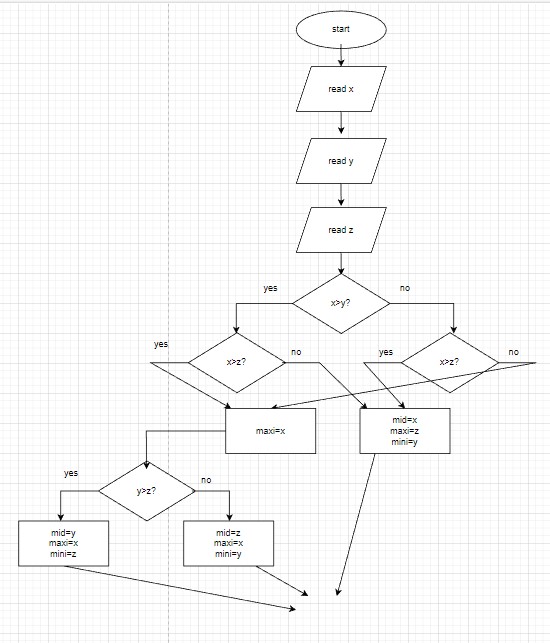 start
read x
read y
read z
yes
x>y?
no
yes
x>z?
no
yes
x>z?
no
maxi=x
mid=x
maxi=z
mini=y
yes
y>z?
no
mid=y
maxi=x
mini=z
mid=z
maxi=x
mini=y